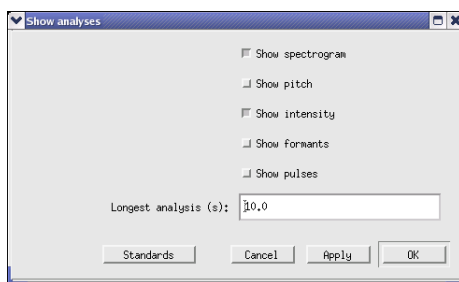 Show analyses
Show spectrogram
Show pitch
Show intensity
Show formants
Show pulses
Longest analysis (s): 10.0
Standards Cancel Apply OK